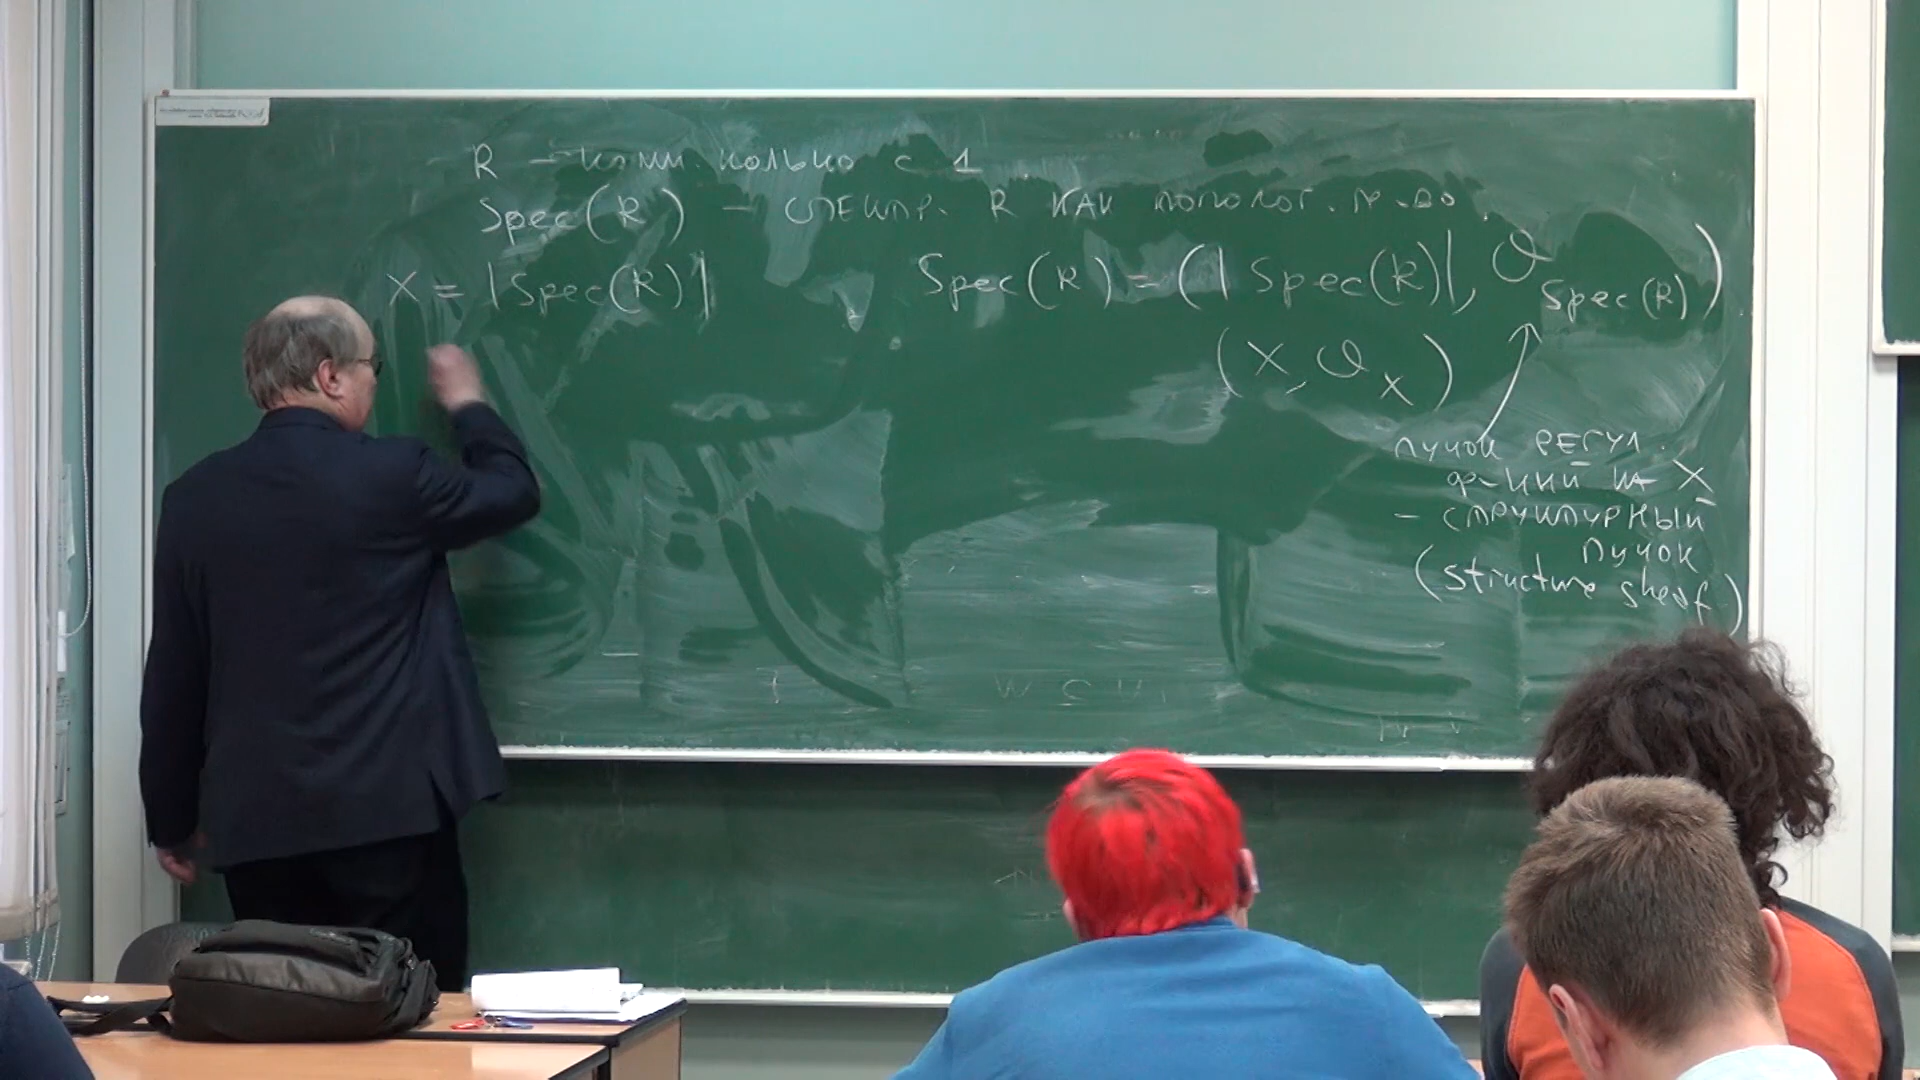 R – комм. кольцо с 1
Spec(R) – спектр. R как тополог. пр-во.
X = |Spec(R)|
Spec(R) = (|Spec(R)|, 𝒪_Spec(R))
(X, 𝒪_X)
пучок регул.
ф-ций на X
– структурный
пучок
(structure sheaf)